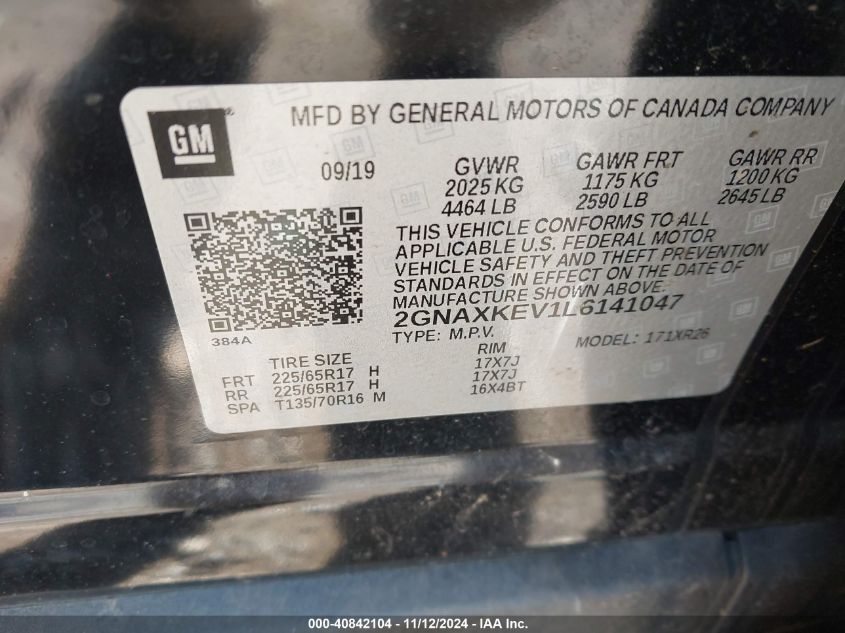 GM
MFD BY GENERAL MOTORS OF CANADA COMPANY
09/19 GVWR GAWR FRT GAWR RR
2025 KG 1175 KG 1200 KG
4464 LB 2590 LB 2645 LB
THIS VEHICLE CONFORMS TO ALL
APPLICABLE U.S. FEDERAL MOTOR
VEHICLE SAFETY AND THEFT PREVENTION
STANDARDS IN EFFECT ON THE DATE OF
MANUFACTURE SHOWN ABOVE.
2GNAXKEV1L6141047
384A
TYPE: M.P.V. MODEL: 171XR26
TIRE SIZE RIM
FRT 225/65R17 H 17X7J
RR 225/65R17 H 17X7J
SPA T135/70R16 M 16X4BT
000-40842104 - 11/12/2024 - IAA Inc.